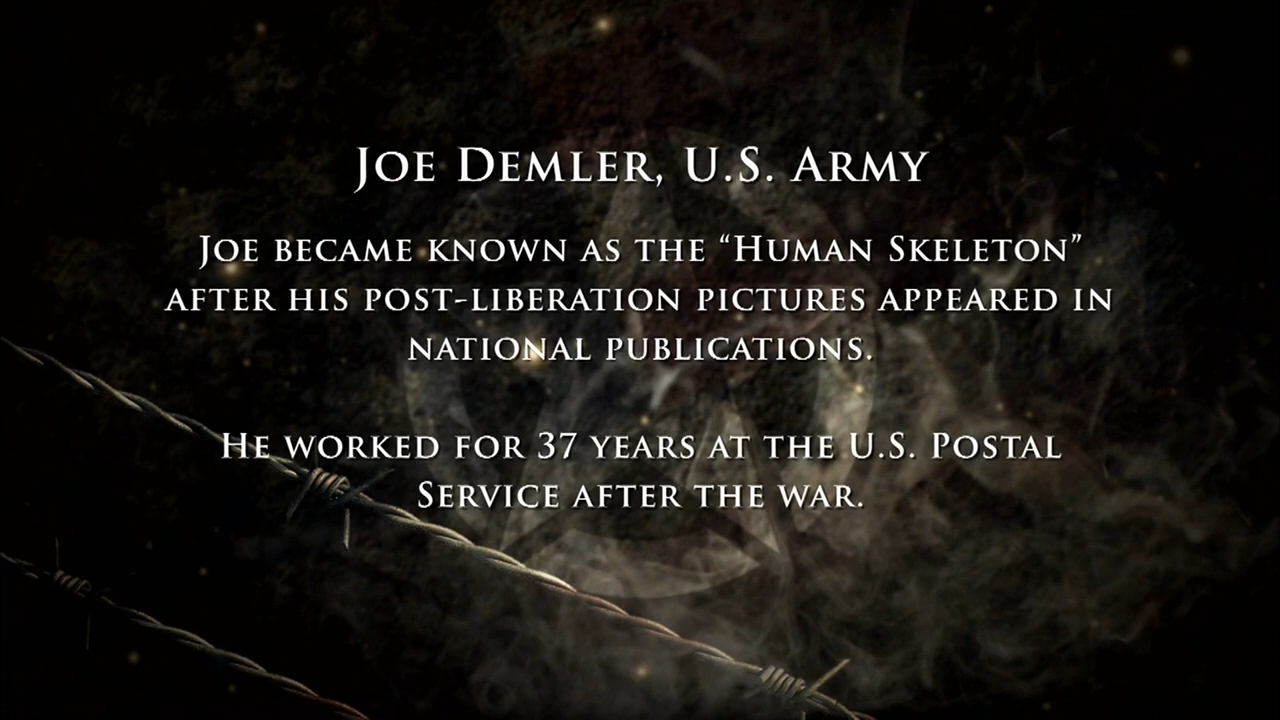 Joe Demler, U.S. Army
Joe became known as the “Human Skeleton”
after his post-liberation pictures appeared in
national publications.
He worked for 37 years at the U.S. Postal
Service after the war.